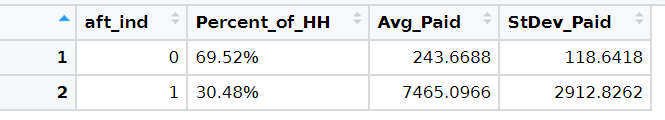 aft_ind Percent_of_HH Avg_Paid StDev_Paid
1 0 69.52% 243.6688 118.6418
2 1 30.48% 7465.0966 2912.8262